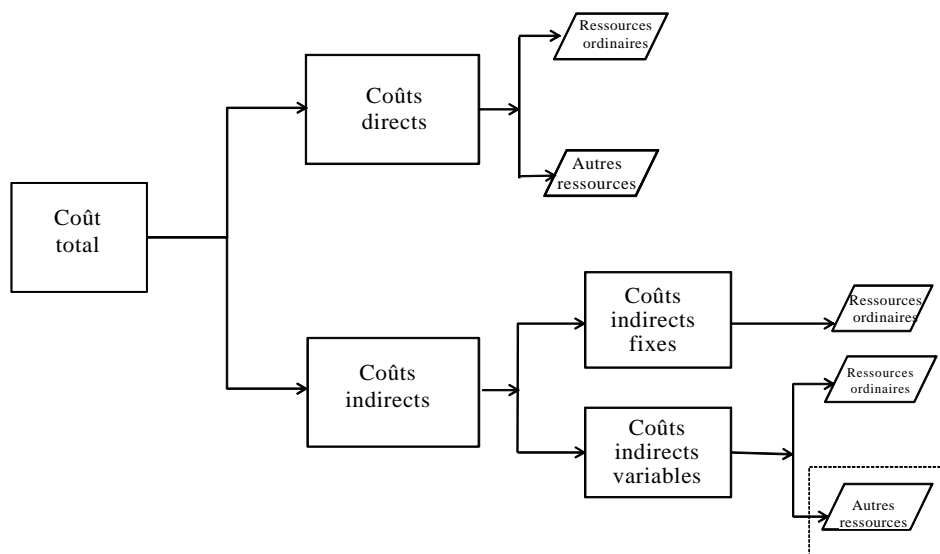 Ressources
ordinaires
Coûts
directs
Autres
ressources
Coût
total
Coûts
indirects
fixes
Ressources
ordinaires
Coûts
indirects
Ressources
ordinaires
Coûts
indirects
variables
Autres
ressources